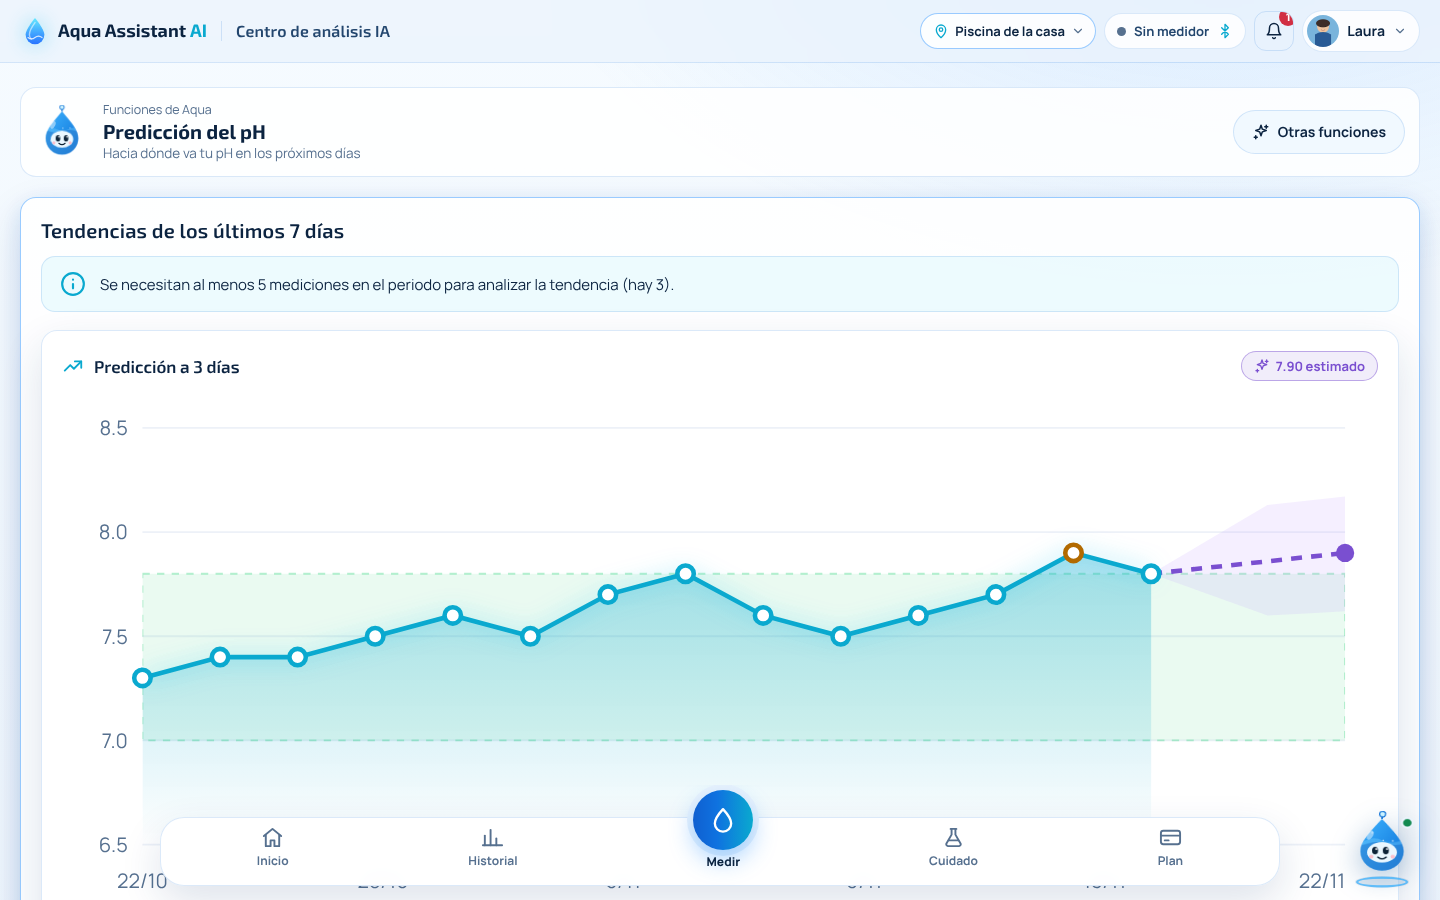 Aqua Assistant AI
Centro de análisis IA
Piscina de la casa
Sin medidor
Laura
Funciones de Aqua
Predicción del pH
Hacia dónde va tu pH en los próximos días
Otras funciones
Tendencias de los últimos 7 días
Se necesitan al menos 5 mediciones en el periodo para analizar la tendencia (hay 3).
Predicción a 3 días
7.90 estimado
8.5
8.0
7.5
7.0
6.5
Inicio
Historial
Medir
Cuidado
Plan
22/10
22/11